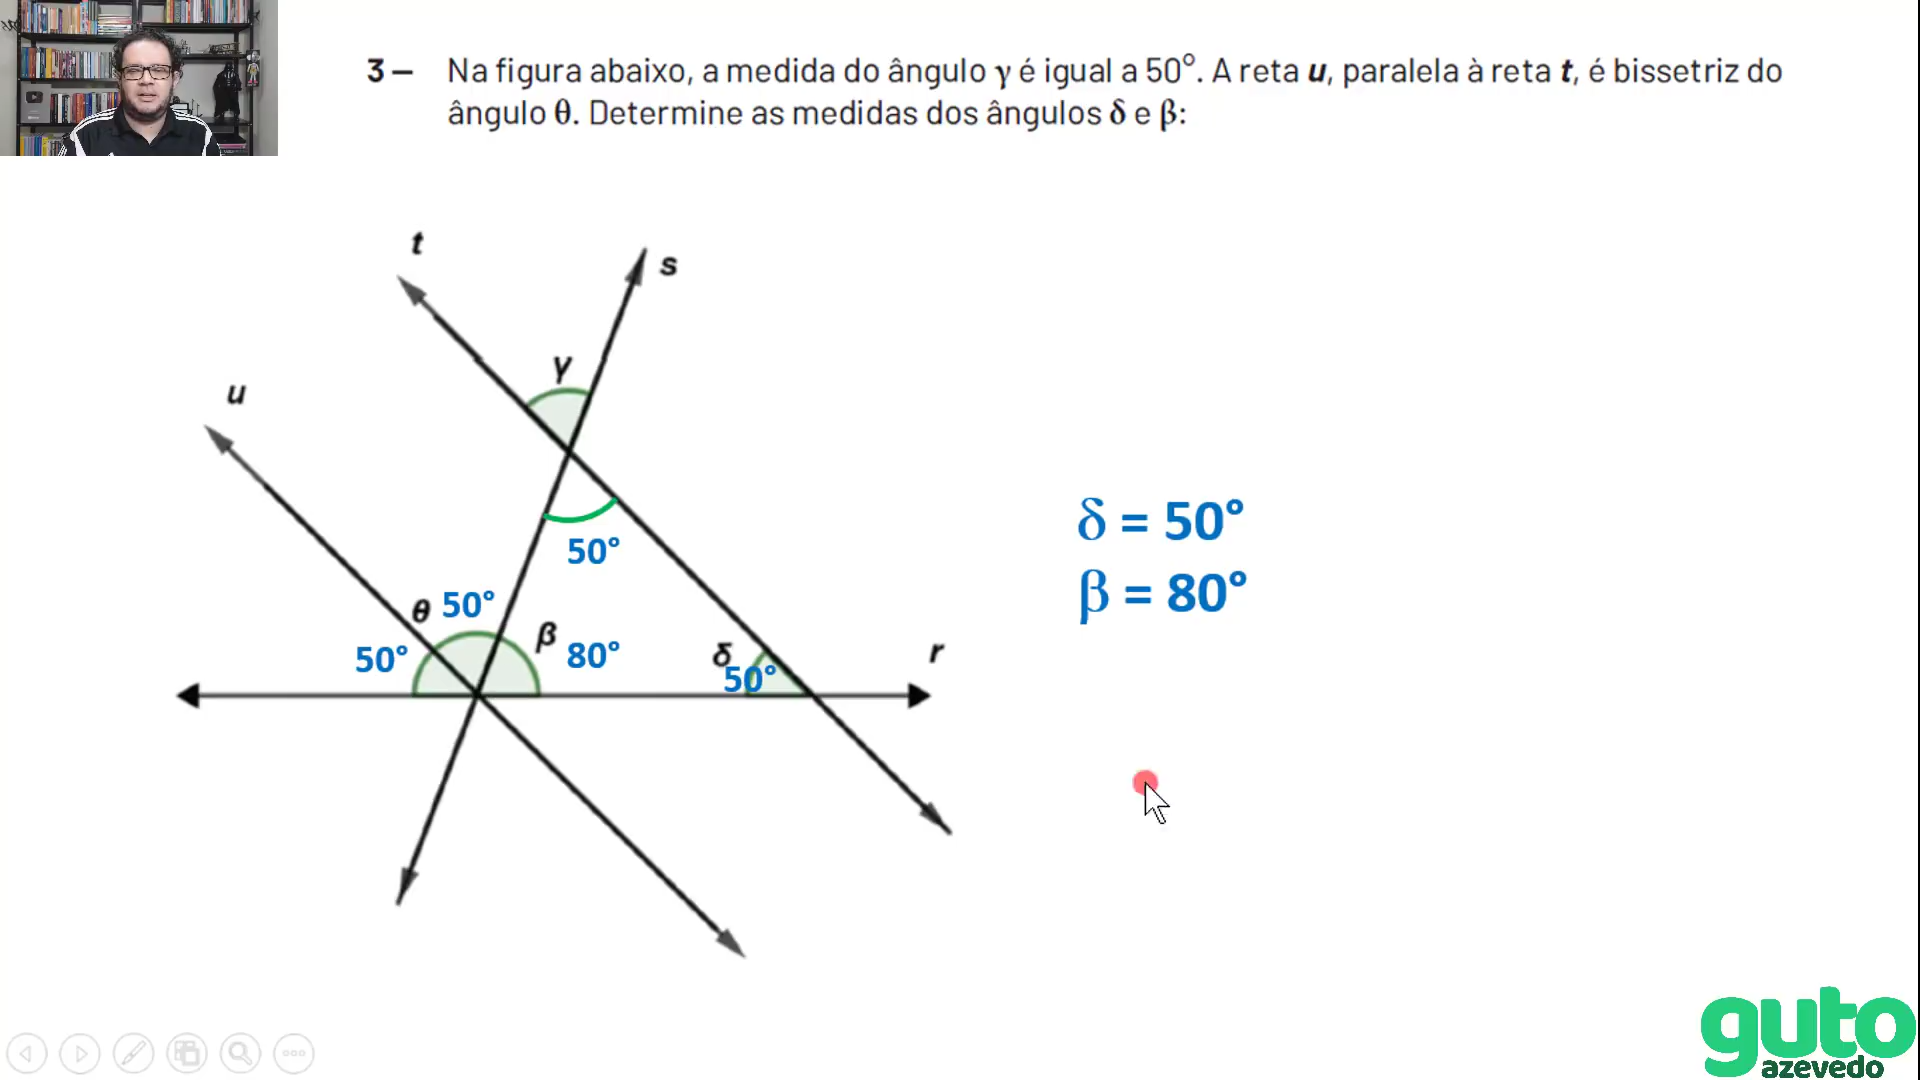 3 – Na figura abaixo, a medida do ângulo γ é igual a 50°. A reta u, paralela à reta t, é bissetriz do
ângulo θ. Determine as medidas dos ângulos δ e β:
t
s
γ
u
δ = 50°
50°
β = 80°
θ 50°
β 80°
50°
δ
50°
r
guto
azevedo